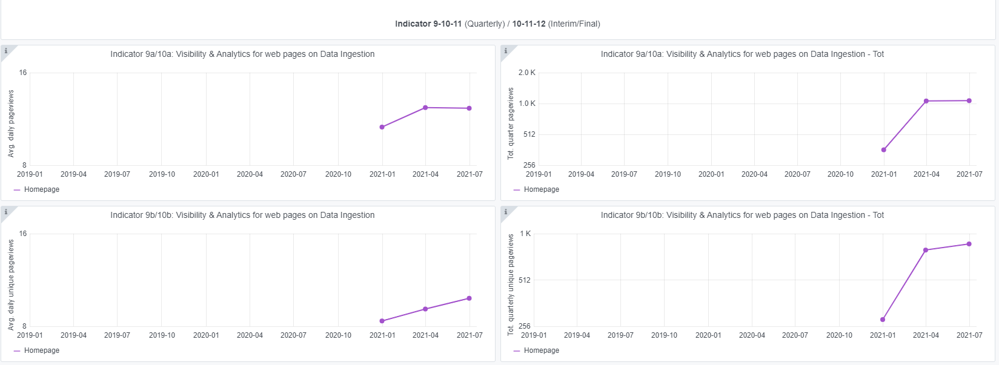 Indicator 9-10-11 (Quarterly) / 10-11-12 (Interim/Final)
i
Indicator 9a/10a: Visibility & Analytics for web pages on Data Ingestion
16
8
Avg. daily pageviews
2019-01 2019-04 2019-07 2019-10 2020-01 2020-04 2020-07 2020-10 2021-01 2021-04 2021-07
Homepage
i
Indicator 9a/10a: Visibility & Analytics for web pages on Data Ingestion - Tot
2.0 K
1.0 K
512
256
Tot. quarter pageviews
2019-01 2019-04 2019-07 2019-10 2020-01 2020-04 2020-07 2020-10 2021-01 2021-04 2021-07
Homepage
i
Indicator 9b/10b: Visibility & Analytics for web pages on Data Ingestion
16
8
Avg. daily unique pageviews
2019-01 2019-04 2019-07 2019-10 2020-01 2020-04 2020-07 2020-10 2021-01 2021-04 2021-07
Homepage
i
Indicator 9b/10b: Visibility & Analytics for web pages on Data Ingestion - Tot
1 K
512
256
Tot. quarterly unique pageviews
2019-01 2019-04 2019-07 2019-10 2020-01 2020-04 2020-07 2020-10 2021-01 2021-04 2021-07
Homepage